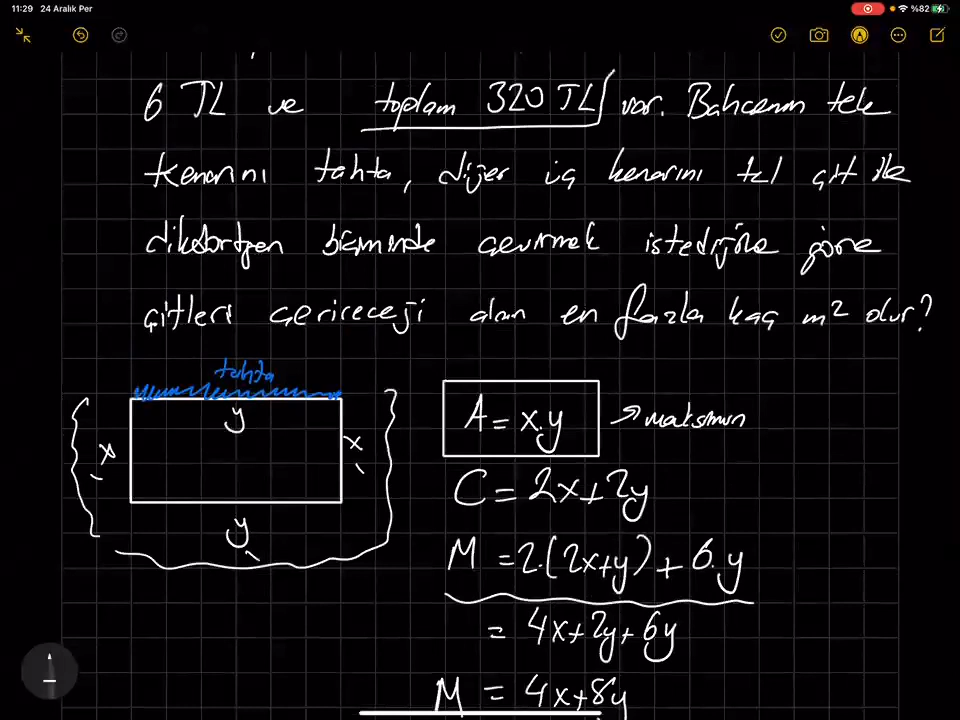 11:29 24 Aralık Per
%82
6 TL ve toplam 320 TL var. Bahcenin tek
kenarını tahta, diğer üç kenarını tel çit ile
dikdörtgen biçiminde çevirmek istediğine göre
çitleri çevireceği alan en fazla kaç m² olur?
tahta
y
x
x
y
A = x.y → maksimum
C = 2x+2y
M = 2.(2x+y) + 6.y
= 4x+2y+6y
M = 4x+8y